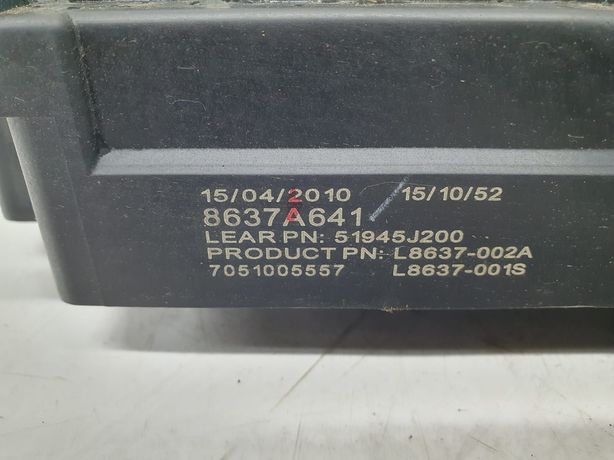 15/04/2010 15/10/52
8637A641
LEAR PN: 51945J200
PRODUCT PN: L8637-002A
7051005557 L8637-001S